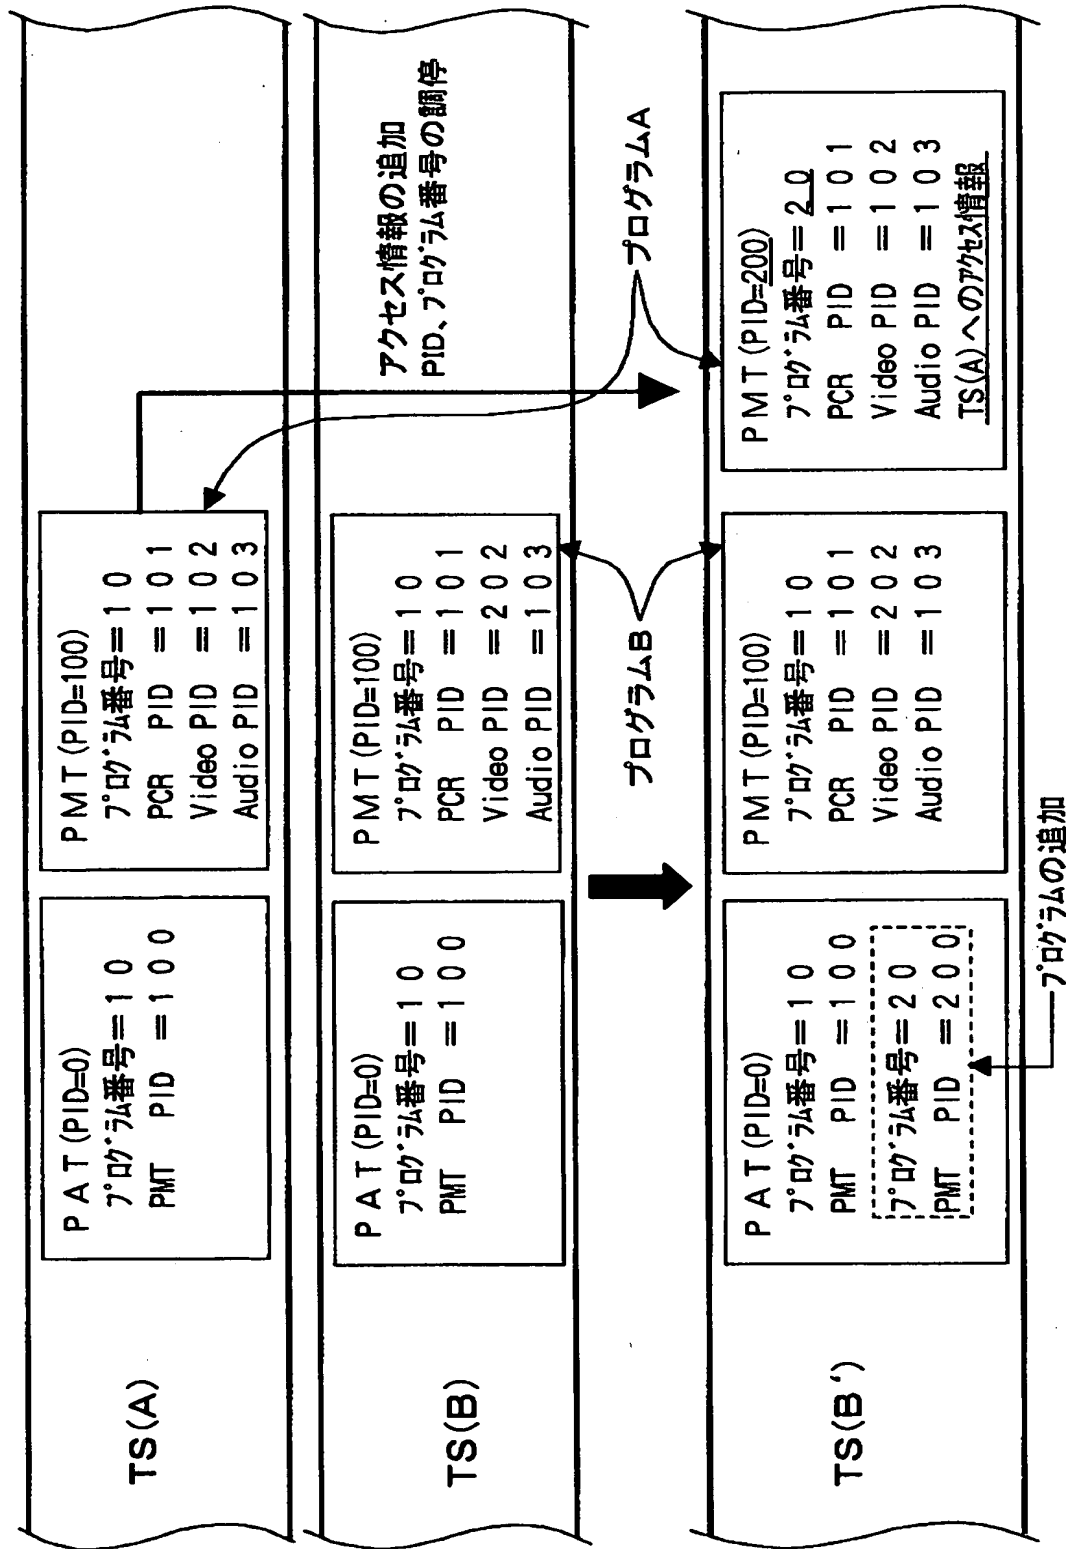 TS(A)
PAT(PID=0)
プログラム番号=10
PMT PID =100
PMT(PID=100)
プログラム番号=10
PCR PID =101
Video PID =102
Audio PID =103
TS(B)
PAT(PID=0)
プログラム番号=10
PMT PID =100
PMT(PID=100)
プログラム番号=10
PCR PID =101
Video PID =202
Audio PID =103
アクセス情報の追加
PID、プログラム番号の調停
プログラムB
プログラムA
TS(B')
PAT(PID=0)
プログラム番号=10
PMT PID =100
プログラム番号=20
PMT PID =200
PMT(PID=100)
プログラム番号=10
PCR PID =101
Video PID =202
Audio PID =103
PMT(PID=200)
プログラム番号=20
PCR PID =101
Video PID =102
Audio PID =103
TS(A)へのアクセス情報
プログラムの追加